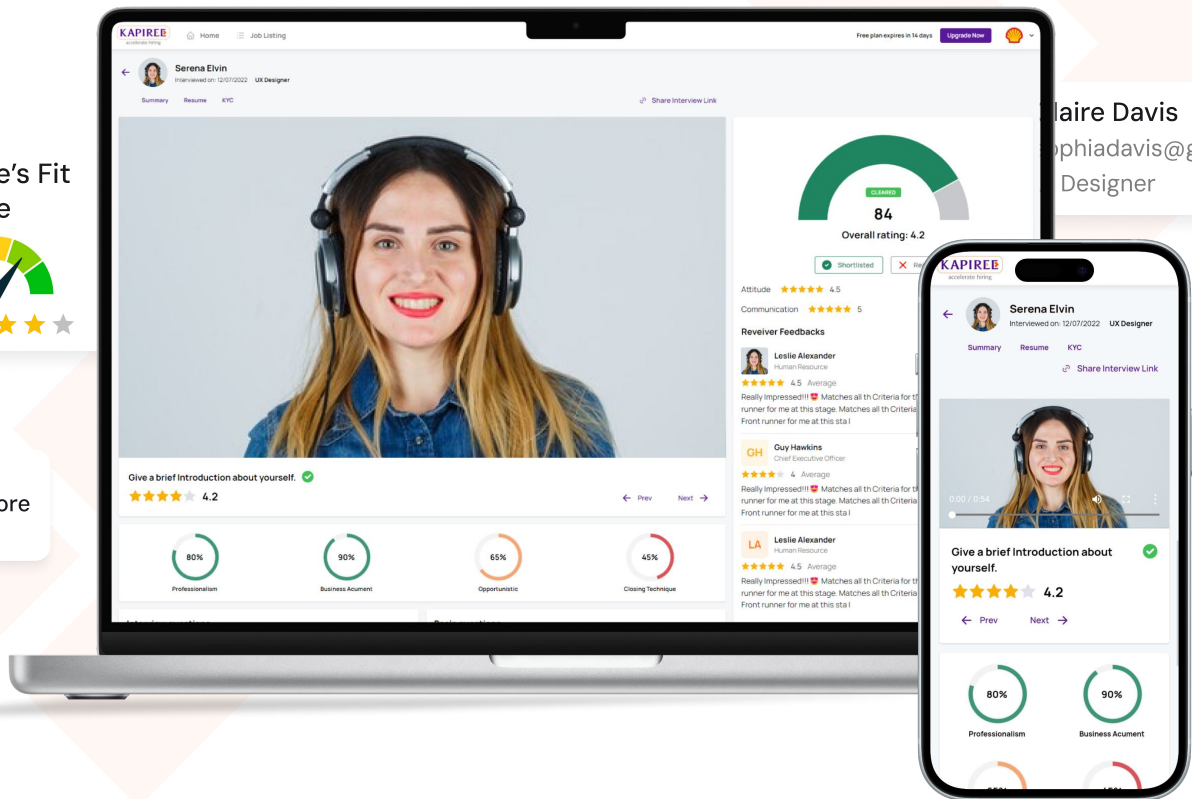 KAPIREE
accelerate hiring
Home
Job Listing
Free plan expires in 14 days
Upgrade Now
Serena Elvin
Interviewed on: 12/07/2022 UX Designer
Summary Resume KYC
Share Interview Link
e's Fit
e
ore
CLEARED
84
Overall rating: 4.2
Shortlisted
Re
Attitude 4.5
Communication 5
Reveiver Feedbacks
Leslie Alexander
Human Resource
4.5 Average
Really Impressed!!! 😍 Matches all th Criteria for t
runner for me at this stage. Matches all th Criteria
Front runner for me at this sta l
GH
Guy Hawkins
Chief Executive Officer
4 Average
Really Impressed!!! 😍 Matches all th Criteria for t
runner for me at this stage. Matches all th Criteria
Front runner for me at this sta l
LA
Leslie Alexander
Human Resource
4.5 Average
Really Impressed!!! 😍 Matches all th Criteria for th
runner for me at this stage. Matches all th Criteria
Front runner for me at this sta l
Give a brief Introduction about yourself.
4.2
Prev Next
80%
Professionalism
90%
Business Acument
65%
Opportunistic
45%
Closing Technique
laire Davis
ophiadavis@g
Designer
KAPIREE
accelerate hiring
Serena Elvin
Interviewed on: 12/07/2022 UX Designer
Summary Resume KYC
Share Interview Link
0:00 / 0:54
Give a brief Introduction about
yourself.
4.2
Prev Next
80%
Professionalism
90%
Business Acument